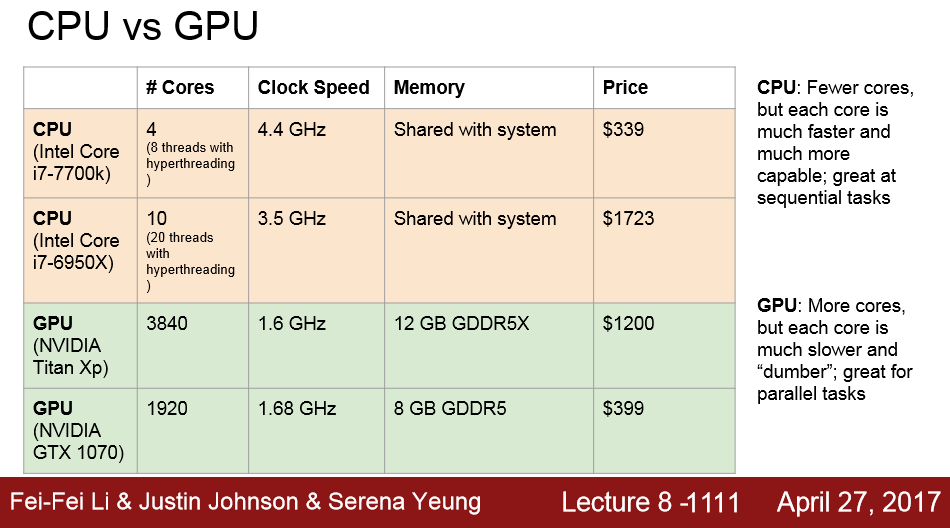 CPU vs GPU
# Cores
Clock Speed
Memory
Price
CPU
(Intel Core
i7-7700k)
4
(8 threads with
hyperthreading
)
4.4 GHz
Shared with system
$339
CPU
(Intel Core
i7-6950X)
10
(20 threads
with
hyperthreading
)
3.5 GHz
Shared with system
$1723
GPU
(NVIDIA
Titan Xp)
3840
1.6 GHz
12 GB GDDR5X
$1200
GPU
(NVIDIA
GTX 1070)
1920
1.68 GHz
8 GB GDDR5
$399
CPU: Fewer cores,
but each core is
much faster and
much more
capable; great at
sequential tasks
GPU: More cores,
but each core is
much slower and
“dumber”; great for
parallel tasks
Fei-Fei Li & Justin Johnson & Serena Yeung
Lecture 8 -1111
April 27, 2017